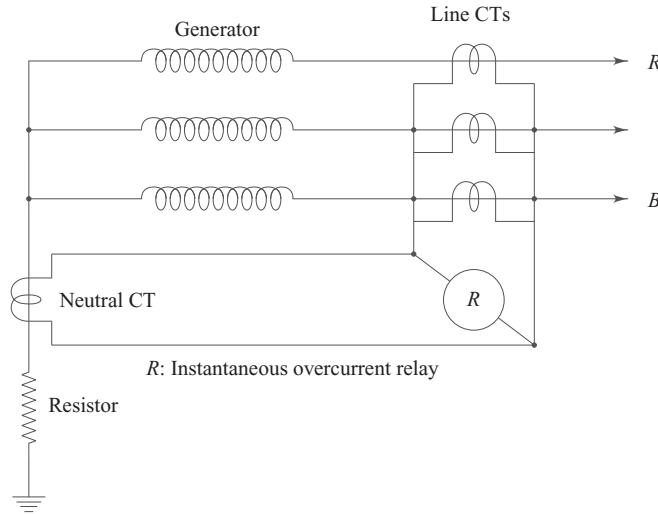 Generator
Line CTs
R
B
Neutral CT
R
R: Instantaneous overcurrent relay
Resistor